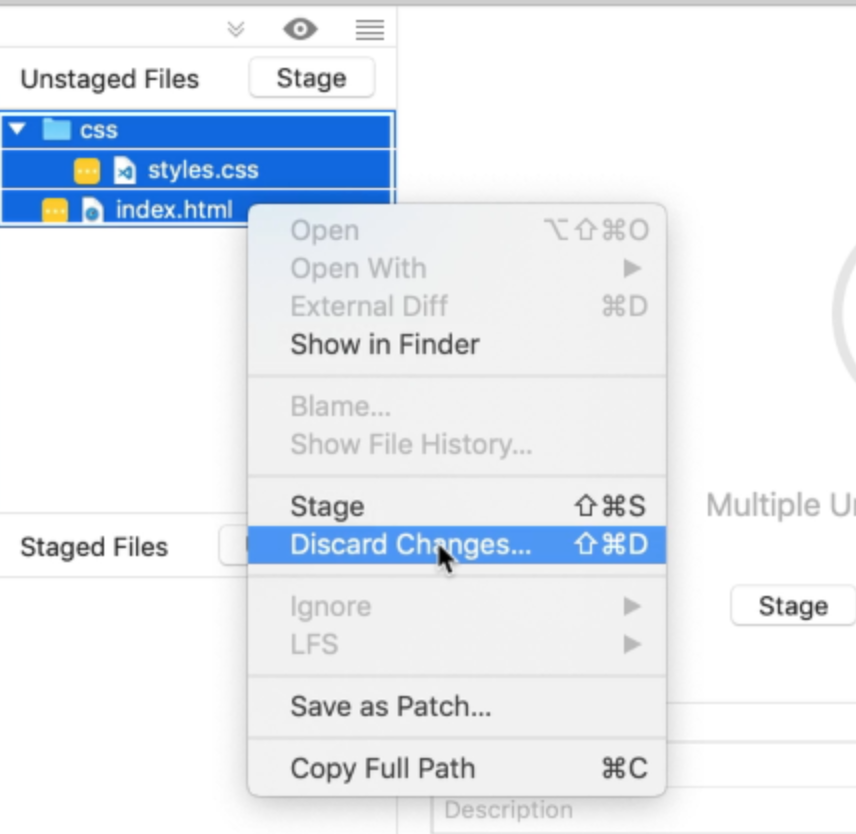 Unstaged Files Stage
css
styles.css
index.html
Open ⌥⇧⌘O
Open With ▶
External Diff ⌘D
Show in Finder
Blame...
Show File History...
Stage ⇧⌘S
Discard Changes... ⇧⌘D
Ignore ▶
LFS ▶
Save as Patch...
Copy Full Path ⌘C
Staged Files
Multiple
Stage
Description